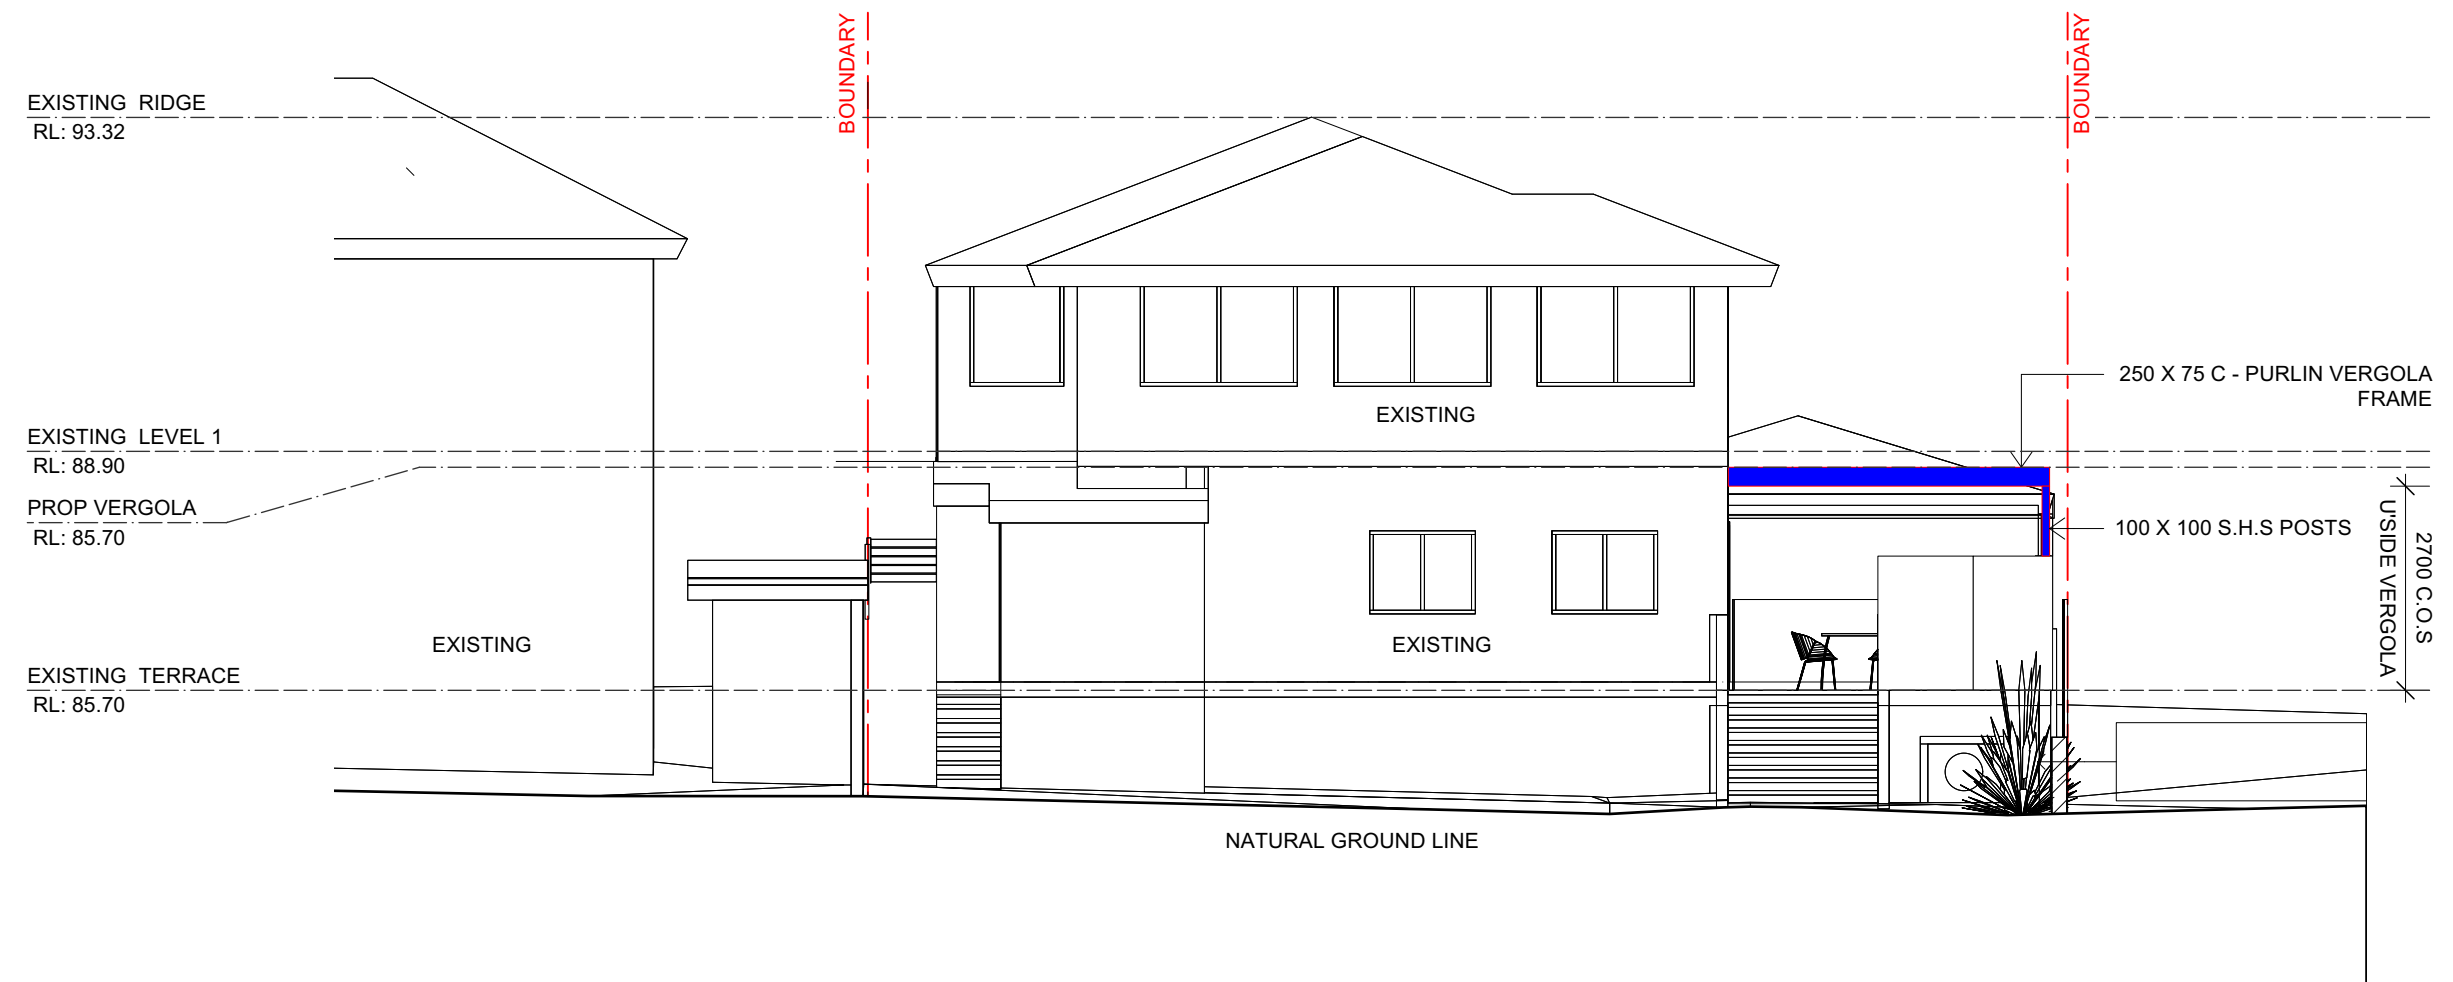 BOUNDARY
BOUNDARY
EXISTING RIDGE
RL: 93.32
250 X 75 C - PURLIN VERGOLA
FRAME
EXISTING
EXISTING LEVEL 1
RL: 88.90
PROP VERGOLA
RL: 85.70
100 X 100 S.H.S POSTS
2700 C.O.S
U'SIDE VERGOLA
EXISTING
EXISTING
EXISTING TERRACE
RL: 85.70
NATURAL GROUND LINE